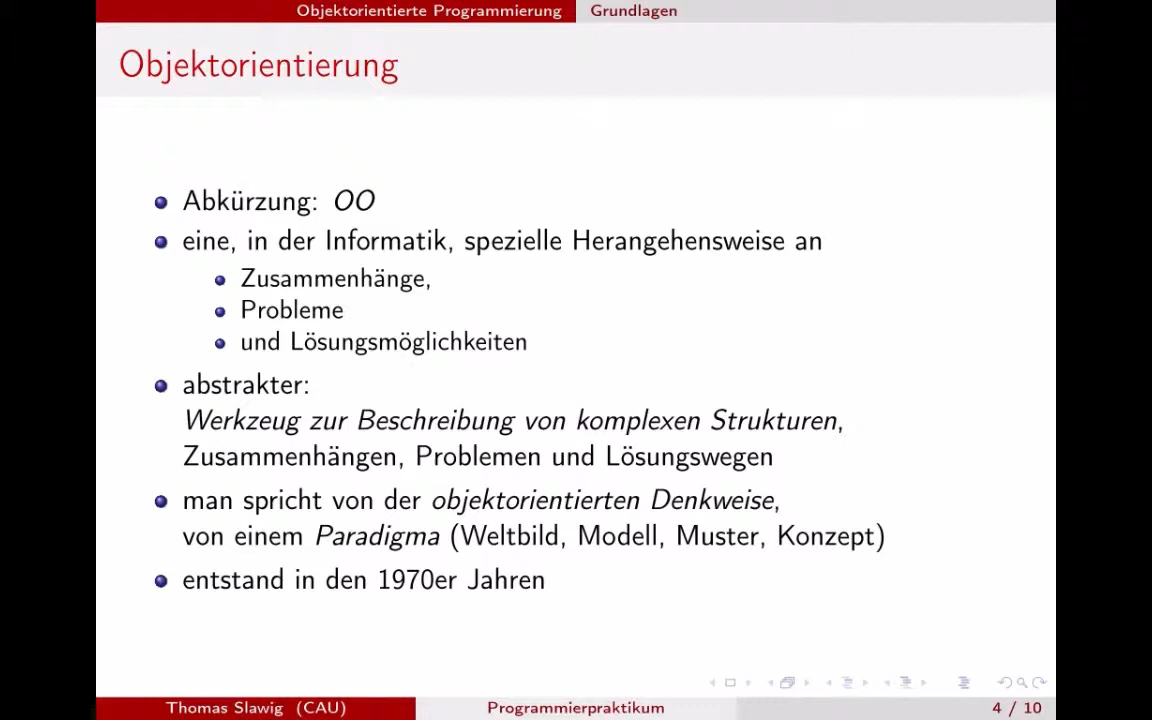 Objektorientierte Programmierung Grundlagen
Objektorientierung
Abkürzung: OO
eine, in der Informatik, spezielle Herangehensweise an
Zusammenhänge,
Probleme
und Lösungsmöglichkeiten
abstrakter:
Werkzeug zur Beschreibung von komplexen Strukturen,
Zusammenhängen, Problemen und Lösungswegen
man spricht von der objektorientierten Denkweise,
von einem Paradigma (Weltbild, Modell, Muster, Konzept)
entstand in den 1970er Jahren
Thomas Slawig (CAU) Programmierpraktikum 4 / 10